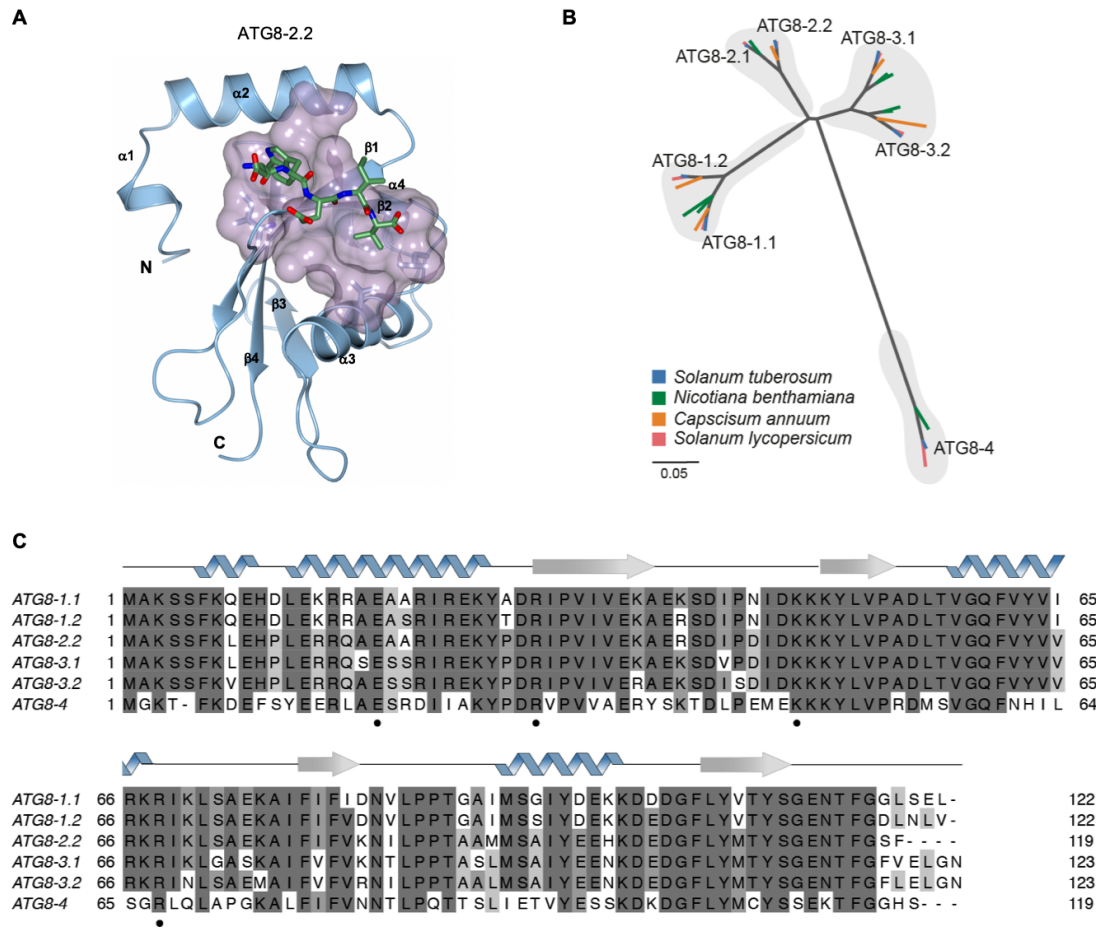 A
ATG8-2.2
α2
α1
β1
α4
β2
N
β3
β4
α3
C
B
ATG8-2.2
ATG8-2.1
ATG8-3.1
ATG8-3.2
ATG8-1.2
ATG8-1.1
ATG8-4
Solanum tuberosum
Nicotiana benthamiana
Capscisum annuum
Solanum lycopersicum
0.05
C
ATG8-1.1 1 MAKSSFKQEHDLEKRRAEAARIREKYADRIPVIVEKAEKSDIPNIDKKKYLVPADLTVGQFVYVI 65
ATG8-1.2 1 MAKSSFKQEHDLEKRRAEASRIREKYTDRIPVIVEKAEKSDIPNIDKKKYLVPADLTVGQFVYVI 65
ATG8-2.2 1 MAKSSFKLEHPLERRQAEAARIREKYPDRIPVIVEKAERSDIPDIDKKKYLVPADLTVGQFVYVV 65
ATG8-3.1 1 MAKSSFKLEHPLERRQSESSRIREKYPDRIPVIVEKAEKSDVPDIDKKKYLVPADLTVGQFVYVV 65
ATG8-3.2 1 MAKSSFKVEHPLERRQAESSRIREKYPDRIPVIVERAEKSDISDIDKKKYLVPADLTVGQFVYVV 65
ATG8-4 1 MGKT-FKDEFSYEERLAESRDIIAKYPDRVPVVAERYSKTDLPEMEKKKYLVPRDMSVGQFNHIL 64
ATG8-1.1 66 RKRIKLSAEKAIFIFIDNVLPPTGAIMSGIYDEKKDDDGFLYVTYSGENTFGGLSEL- 122
ATG8-1.2 66 RKRIKLSAEKAIFIFVDNVLPPTGAIMSSIYDEKKDDDGFLYVTYSGENTFGDLNLV- 122
ATG8-2.2 66 RKRIKLSAEKAIFVFVKNILPPTAAMMSAIYEEHKDEDGFLYMTYSGENTFGSF---- 119
ATG8-3.1 66 RKRIKLGASKAIFVFVKNTLPPTASLMSAIYEENKDEDGFLYMTYSGENTFGFVELGN 123
ATG8-3.2 66 RKRINLSAEMAIFVFVRNILPPTAALMSAIYEENKDEDGFLYMTYSGENTFGFLELGN 123
ATG8-4 65 SGRLQLAPGKALFIFVNNTLPQTTSLIETVYESSKDKDGFLYMCYSSEKTFGGHS--- 119